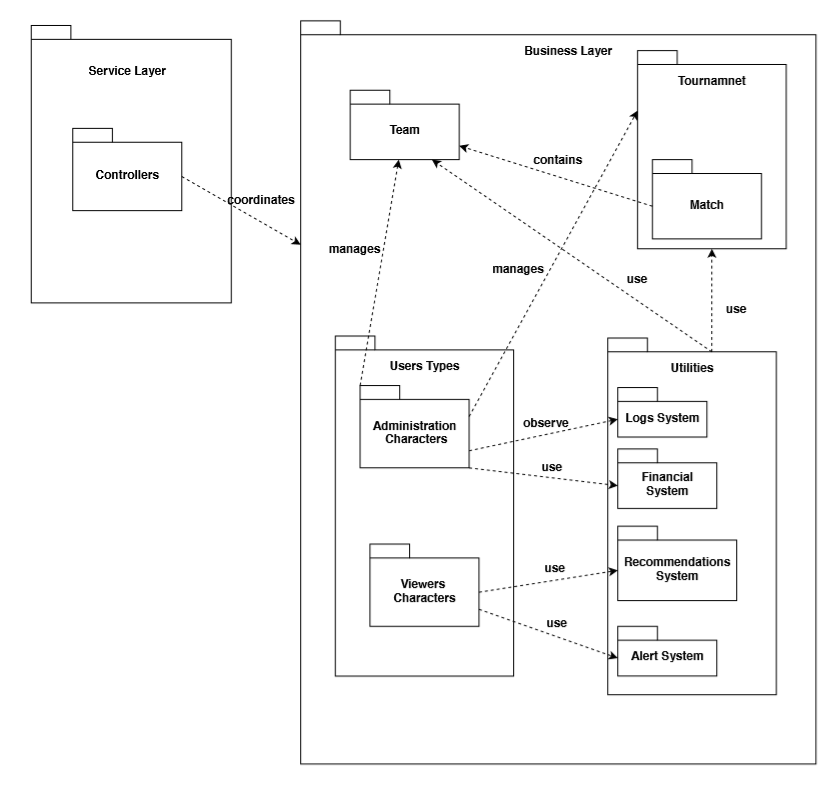 Business Layer
Service Layer
Tournamnet
Team
contains
Controllers
coordinates
Match
manages
manages
use
use
Users Types
Utilities
Administration
Characters
observe
Logs System
use
Financial
System
Viewers
Characters
use
Recommendations
System
use
Alert System